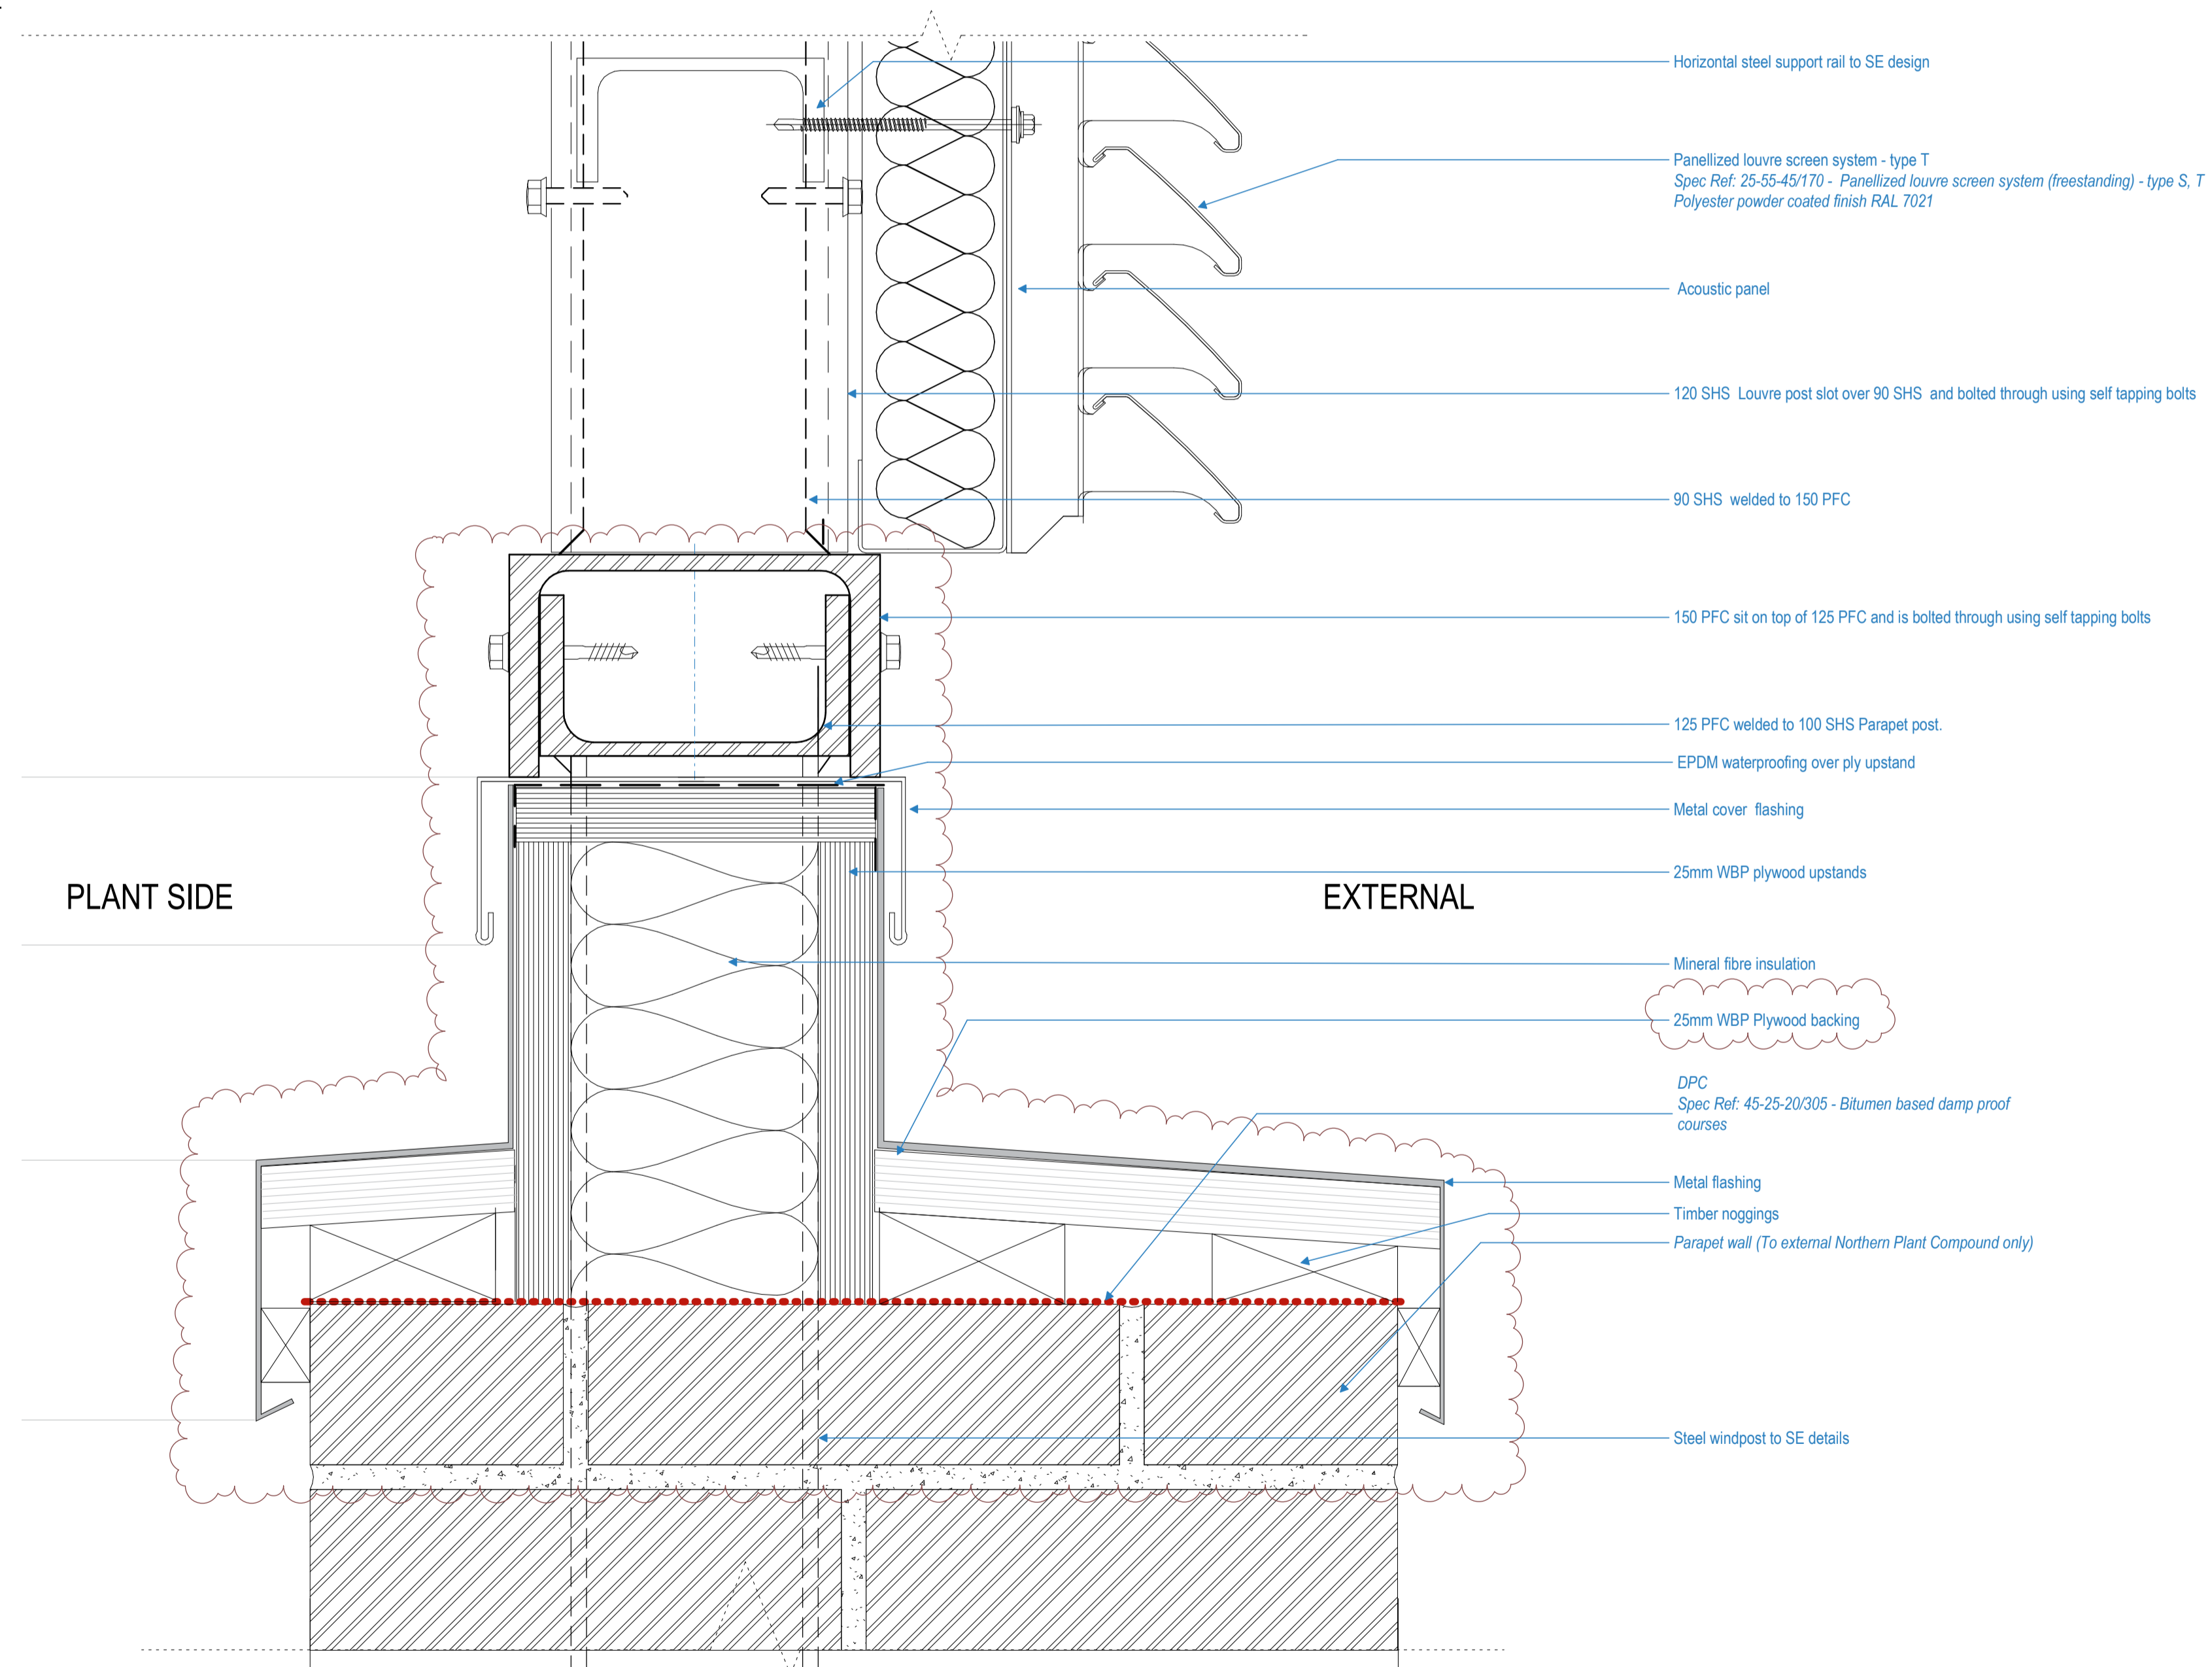 Horizontal steel support rail to SE design
Panellized louvre screen system - type T
Spec Ref: 25-55-45/170 - Panellized louvre screen system (freestanding) - type S, T
Polyester powder coated finish RAL 7021
Acoustic panel
120 SHS Louvre post slot over 90 SHS and bolted through using self tapping bolts
90 SHS welded to 150 PFC
150 PFC sit on top of 125 PFC and is bolted through using self tapping bolts
125 PFC welded to 100 SHS Parapet post.
EPDM waterproofing over ply upstand
Metal cover flashing
25mm WBP plywood upstands
PLANT SIDE
EXTERNAL
Mineral fibre insulation
25mm WBP Plywood backing
DPC
Spec Ref: 45-25-20/305 - Bitumen based damp proof
courses
Metal flashing
Timber noggings
Parapet wall (To external Northern Plant Compound only)
Steel windpost to SE details